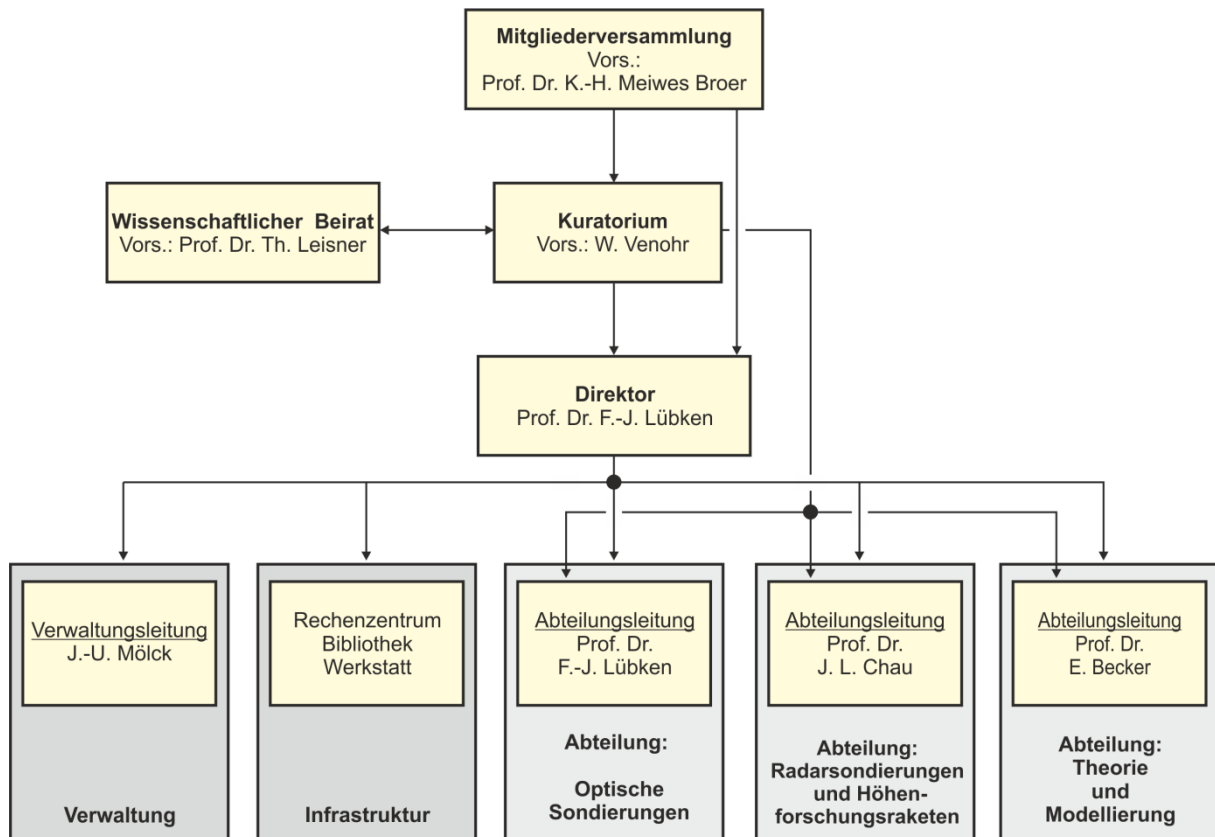 Mitgliederversammlung
Vors.:
Prof. Dr. K.-H. Meiwes Broer
Wissenschaftlicher Beirat
Vors.: Prof. Dr. Th. Leisner
Kuratorium
Vors.: W. Venohr
Direktor
Prof. Dr. F.-J. Lübken
Verwaltungsleitung
J.-U. Mölck
Verwaltung
Rechenzentrum
Bibliothek
Werkstatt
Infrastruktur
Abteilungsleitung
Prof. Dr.
F.-J. Lübken
Abteilung:
Optische
Sondierungen
Abteilungsleitung
Prof. Dr.
J. L. Chau
Abteilung:
Radarsondierungen
und Höhen-
forschungsraketen
Abteilungsleitung
Prof. Dr.
E. Becker
Abteilung:
Theorie
und
Modellierung